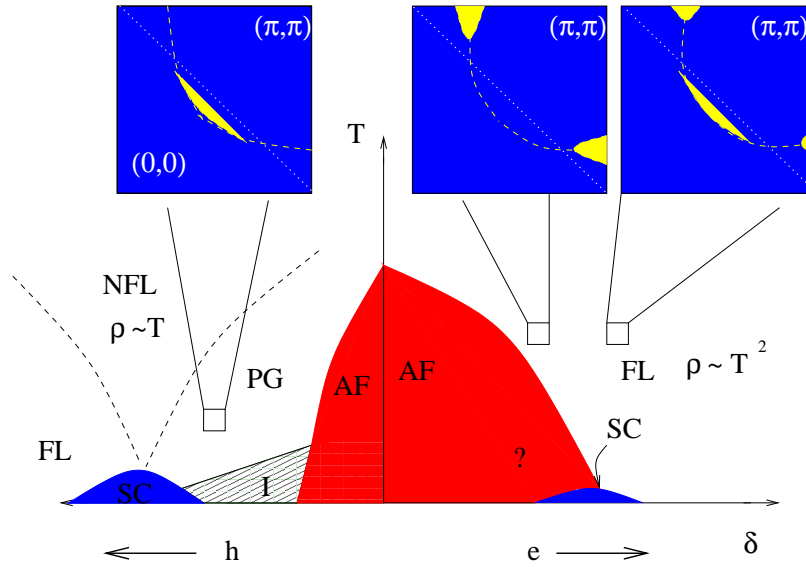 (π,π)
(π,π)
(π,π)
(0,0)
T
NFL
ρ ~T
PG
AF
AF
FL
ρ ~ T 2
SC
FL
SC
I
?
h
e
δ